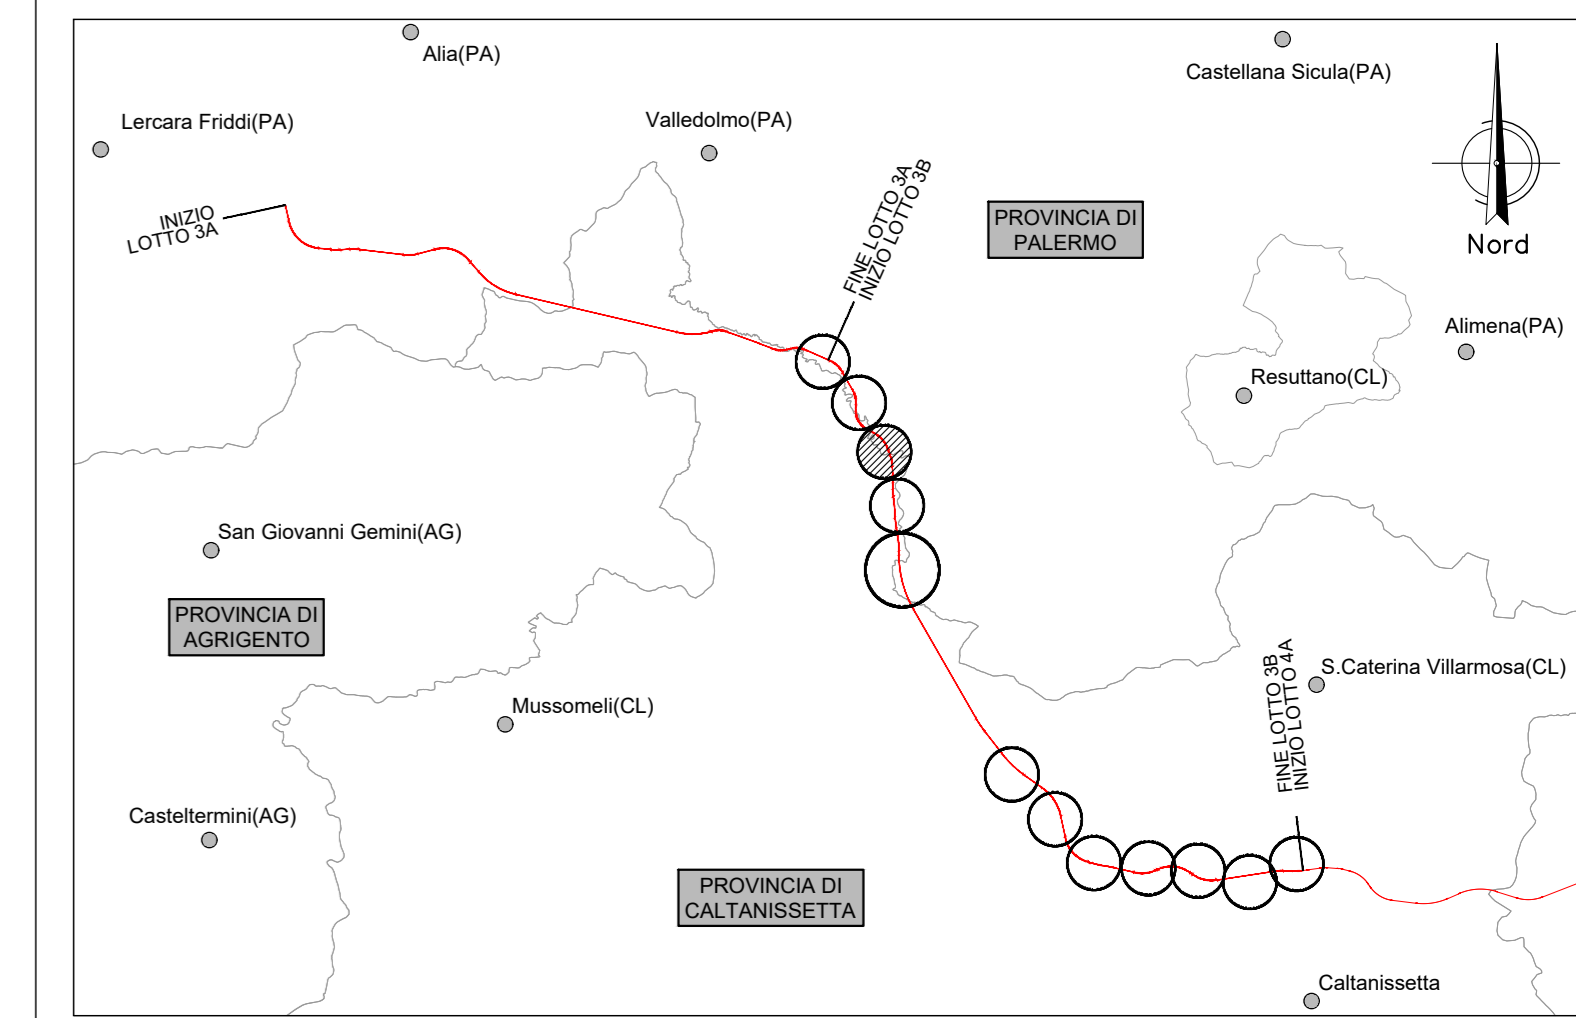 Alia(PA)
Castellana Sicula(PA)
Lercara Friddi(PA)
Valledolmo(PA)
INIZIO
LOTTO 3A
FINE LOTTO 3A
INIZIO LOTTO 3B
PROVINCIA DI
PALERMO
Nord
Alimena(PA)
Resuttano(CL)
San Giovanni Gemini(AG)
PROVINCIA DI
AGRIGENTO
Mussomeli(CL)
FINE LOTTO 3B
INIZIO LOTTO 4A
S.Caterina Villarmosa(CL)
Casteltermini(AG)
PROVINCIA DI
CALTANISSETTA
Caltanissetta